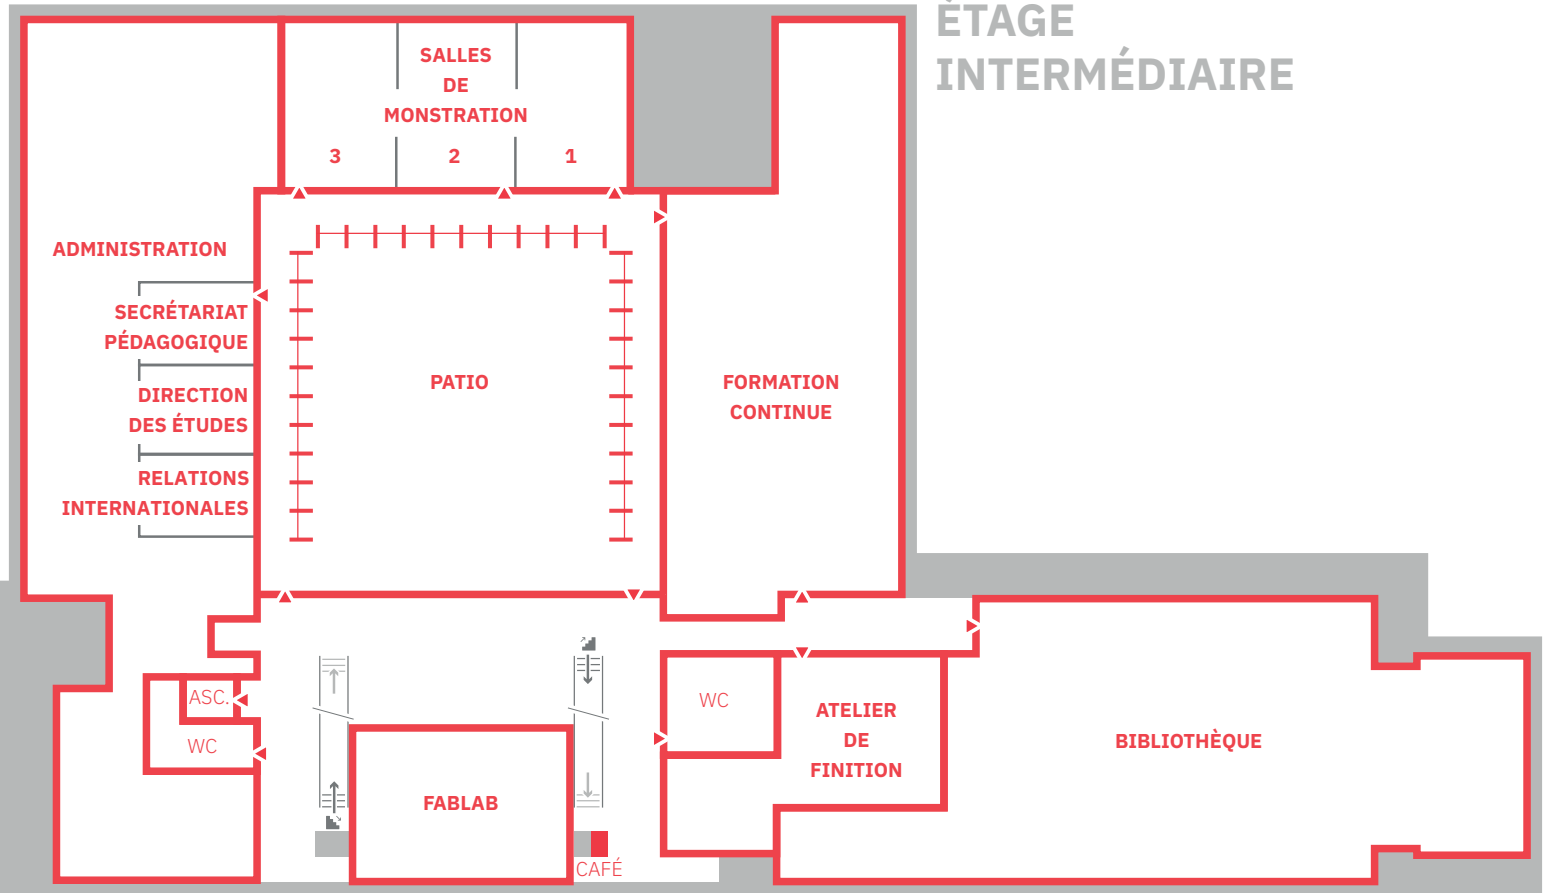 ÉTAGE
INTERMÉDIAIRE
SALLES
DE
MONSTRATION
3 2 1
ADMINISTRATION
SECRÉTARIAT
PÉDAGOGIQUE
DIRECTION
DES ÉTUDES
RELATIONS
INTERNATIONALES
PATIO
FORMATION
CONTINUE
ASC.
WC
FABLAB
CAFÉ
WC
ATELIER
DE
FINITION
BIBLIOTHÈQUE